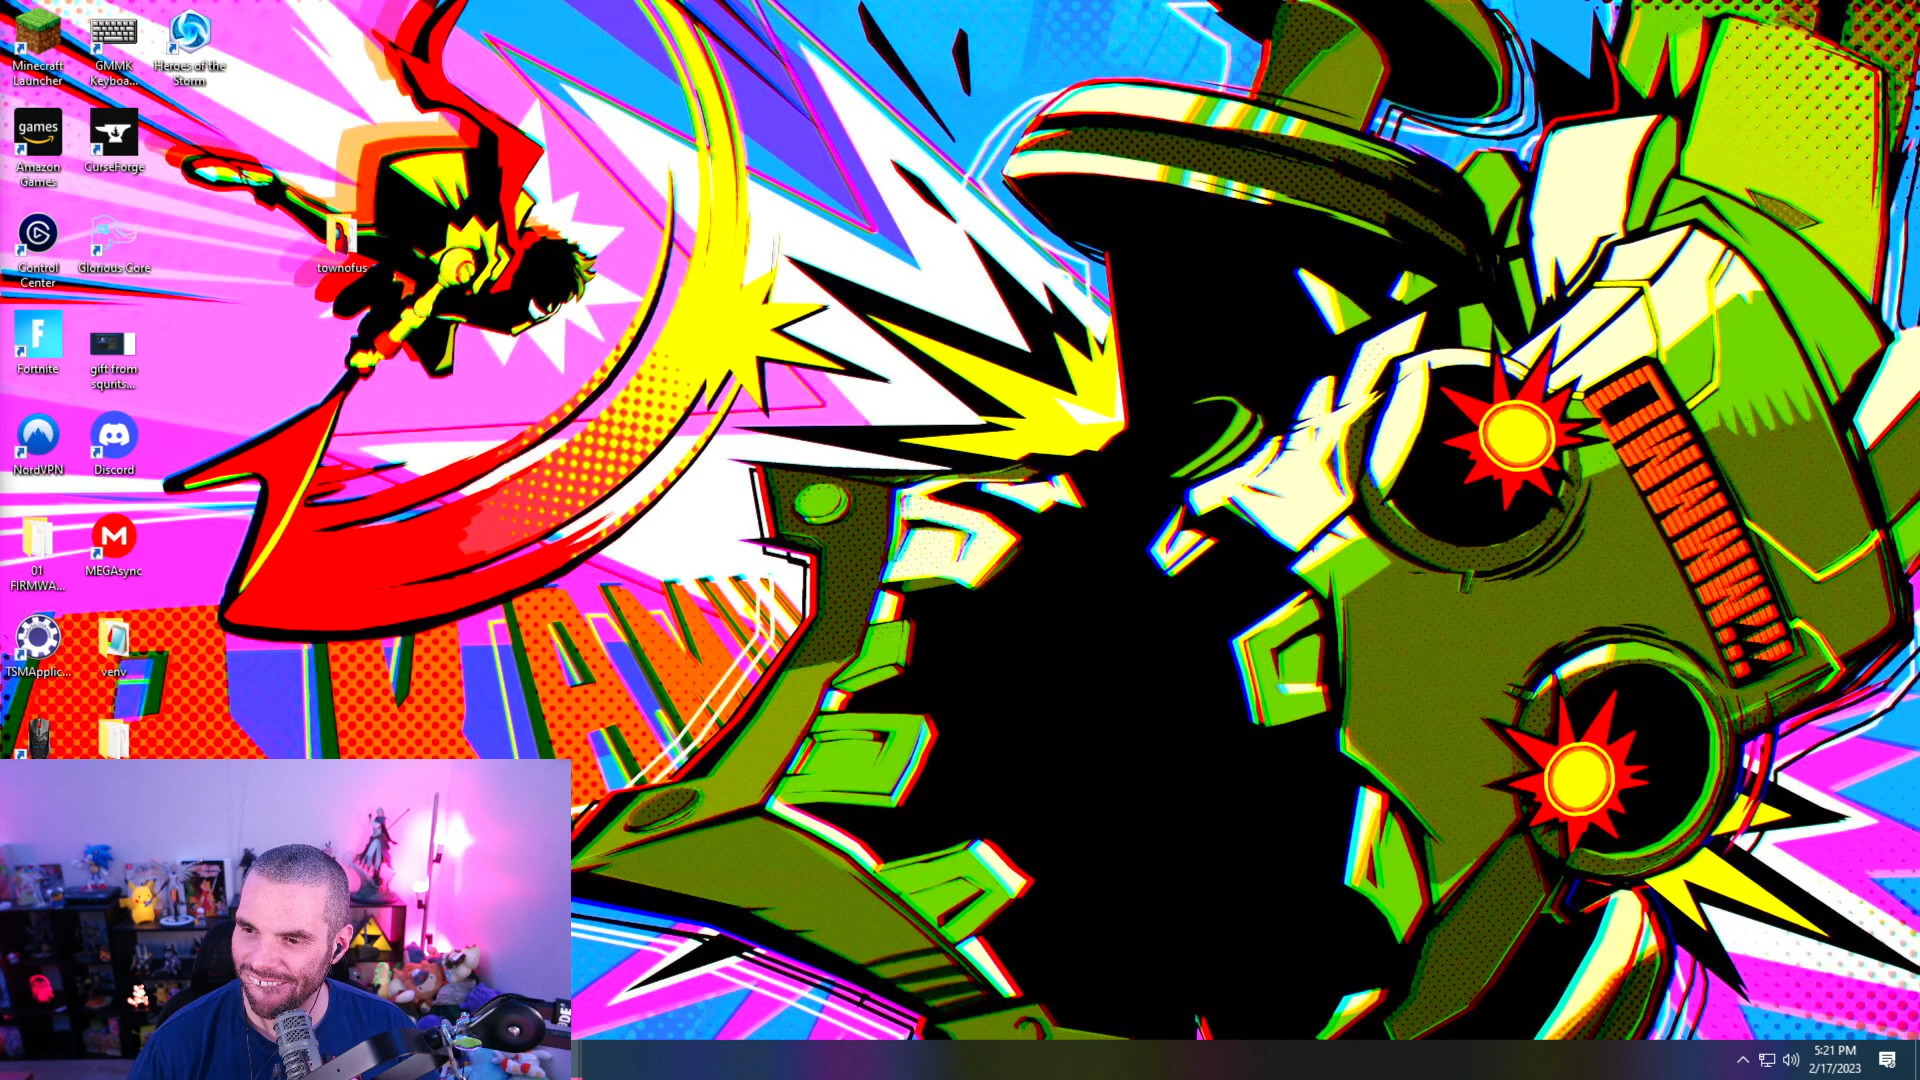 Minecraft
Launcher
GMMK
Keyboa...
Heroes of the
Storm
games
Amazon
Games
CurseForge
Control
Center
Glorious Core
townofus
F
Fortnite
gift from
squrits...
NordVPN
Discord
01
FIRMWA...
M
MEGAsync
TSMApplic...
venv
5:21 PM
2/17/2023